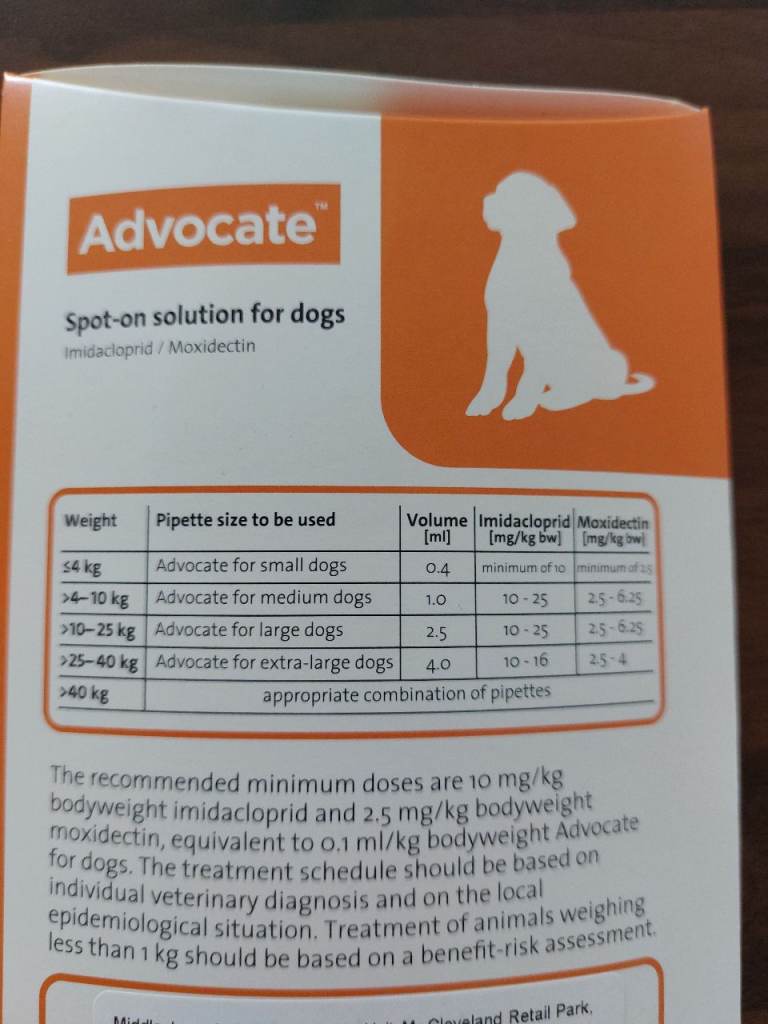 Advocate™
Spot-on solution for dogs
Imidacloprid / Moxidectin
Weight Pipette size to be used Volume [ml] Imidacloprid [mg/kg bw] Moxidectin [mg/kg bw]
≤4 kg Advocate for small dogs 0.4 minimum of 10 minimum of 2.5
>4–10 kg Advocate for medium dogs 1.0 10 - 25 2.5 - 6.25
>10–25 kg Advocate for large dogs 2.5 10 - 25 2.5 - 6.25
>25–40 kg Advocate for extra-large dogs 4.0 10 - 16 2.5 - 4
>40 kg appropriate combination of pipettes
The recommended minimum doses are 10 mg/kg
bodyweight imidacloprid and 2.5 mg/kg bodyweight
moxidectin, equivalent to 0.1 ml/kg bodyweight Advocate
for dogs. The treatment schedule should be based on
individual veterinary diagnosis and on the local
epidemiological situation. Treatment of animals weighing
less than 1 kg should be based on a benefit-risk assessment.
Cleveland Retail Park,